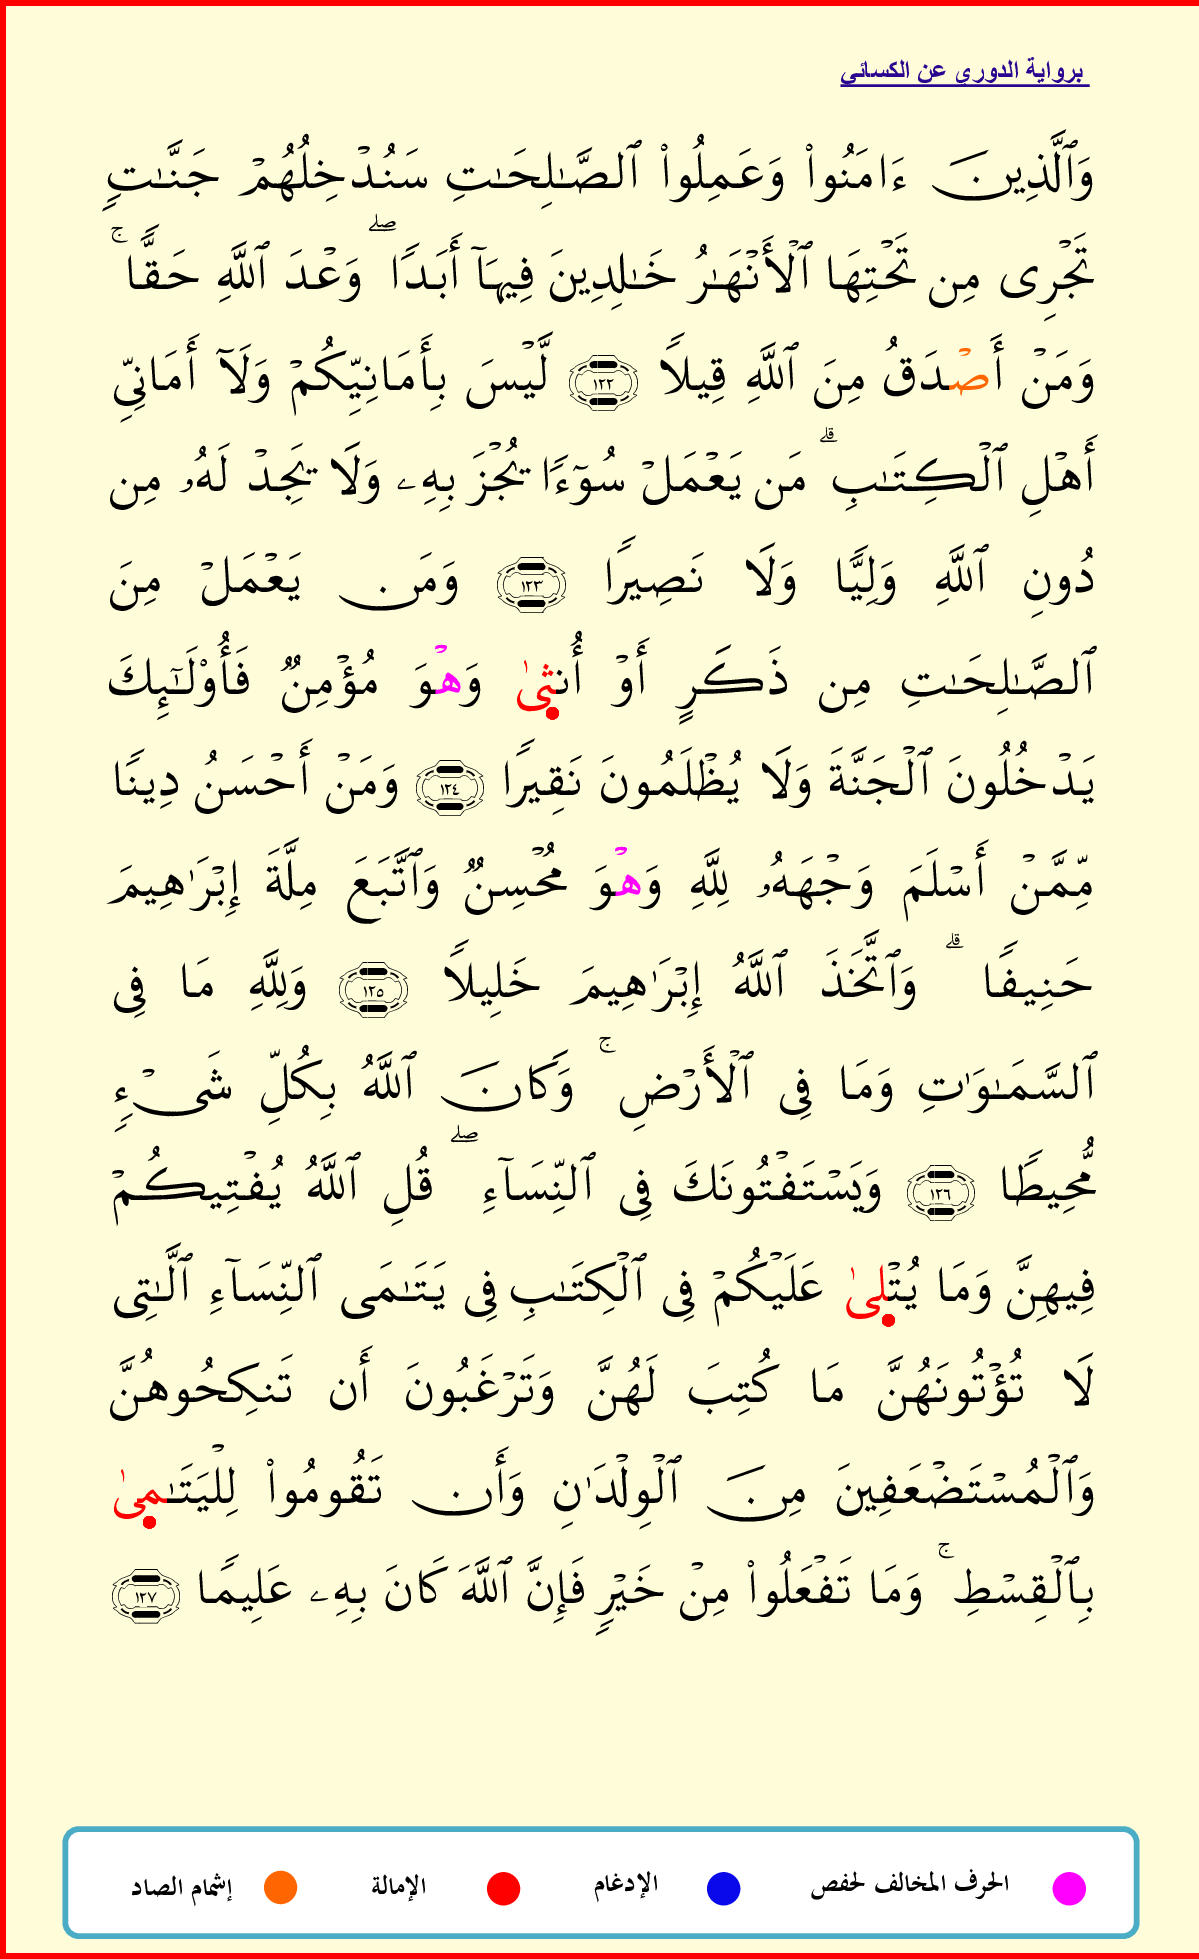 برواية الدوري عن الكسائي
وَٱلَّذِينَ ءَامَنُوا۟ وَعَمِلُوا۟ ٱلصَّـٰلِحَـٰتِ سَنُدْخِلُهُمْ جَنَّـٰتٍ
تَجْرِى مِن تَحْتِهَا ٱلْأَنْهَـٰرُ خَـٰلِدِينَ فِيهَآ أَبَدًا ۖ وَعْدَ ٱللَّهِ حَقًّا ۚ
وَمَنْ أَصْدَقُ مِنَ ٱللَّهِ قِيلًا ١٢٢ لَّيْسَ بِأَمَانِيِّكُمْ وَلَآ أَمَانِىِّ
أَهْلِ ٱلْكِتَـٰبِ ۗ مَن يَعْمَلْ سُوٓءًا يُجْزَ بِهِۦ وَلَا يَجِدْ لَهُۥ مِن
دُونِ ٱللَّهِ وَلِيًّا وَلَا نَصِيرًا ١٢٣ وَمَن يَعْمَلْ مِنَ
ٱلصَّـٰلِحَـٰتِ مِن ذَكَرٍ أَوْ أُنثِىٰ وَهْوَ مُؤْمِنٌ فَأُو۟لَـٰٓئِكَ
يَدْخُلُونَ ٱلْجَنَّةَ وَلَا يُظْلَمُونَ نَقِيرًا ١٢٤ وَمَنْ أَحْسَنُ دِينًا
مِّمَّنْ أَسْلَمَ وَجْهَهُۥ لِلَّهِ وَهْوَ مُحْسِنٌ وَٱتَّبَعَ مِلَّةَ إِبْرَٰهِيمَ
حَنِيفًا ۗ وَٱتَّخَذَ ٱللَّهُ إِبْرَٰهِيمَ خَلِيلًا ١٢٥ وَلِلَّهِ مَا فِى
ٱلسَّمَـٰوَٰتِ وَمَا فِى ٱلْأَرْضِ ۚ وَكَانَ ٱللَّهُ بِكُلِّ شَىْءٍ
مُّحِيطًا ١٢٦ وَيَسْتَفْتُونَكَ فِى ٱلنِّسَآءِ ۖ قُلِ ٱللَّهُ يُفْتِيكُمْ
فِيهِنَّ وَمَا يُتْلِىٰ عَلَيْكُمْ فِى ٱلْكِتَـٰبِ فِى يَتَـٰمَى ٱلنِّسَآءِ ٱلَّـٰتِى
لَا تُؤْتُونَهُنَّ مَا كُتِبَ لَهُنَّ وَتَرْغَبُونَ أَن تَنكِحُوهُنَّ
وَٱلْمُسْتَضْعَفِينَ مِنَ ٱلْوِلْدَٰنِ وَأَن تَقُومُوا۟ لِلْيَتَـٰمِىٰ
بِٱلْقِسْطِ ۚ وَمَا تَفْعَلُوا۟ مِنْ خَيْرٍ فَإِنَّ ٱللَّهَ كَانَ بِهِۦ عَلِيمًا ١٢٧
الحرف المخالف لحفص الإدغام الإمالة إشمام الصاد